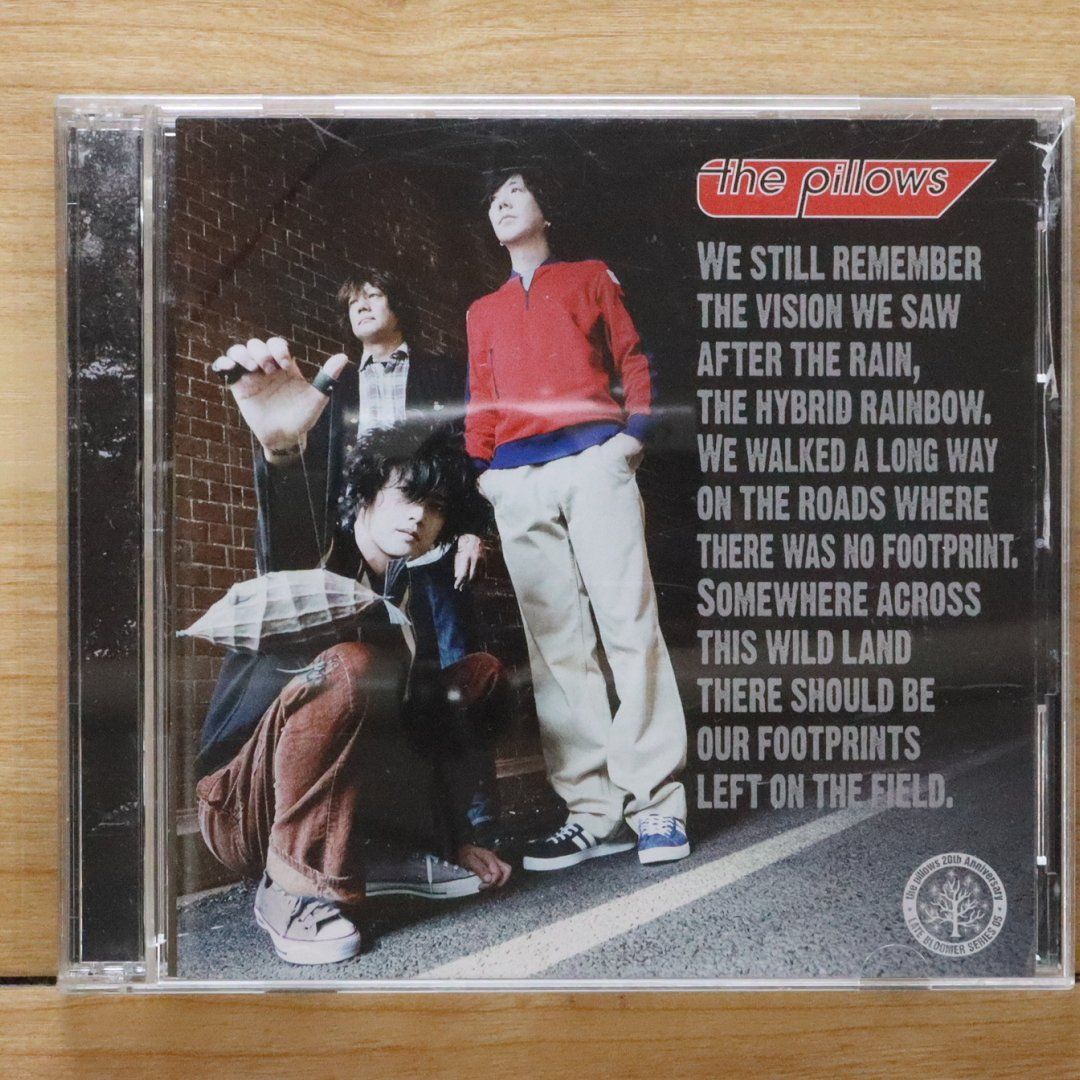 the pillows
WE STILL REMEMBER
THE VISION WE SAW
AFTER THE RAIN,
THE HYBRID RAINBOW.
WE WALKED A LONG WAY
ON THE ROADS WHERE
THERE WAS NO FOOTPRINT.
SOMEWHERE ACROSS
THIS WILD LAND
THERE SHOULD BE
OUR FOOTPRINTS
LEFT ON THE FIELD.
the pillows 20th Anniversary
LATE BLOOMER SERIES 05